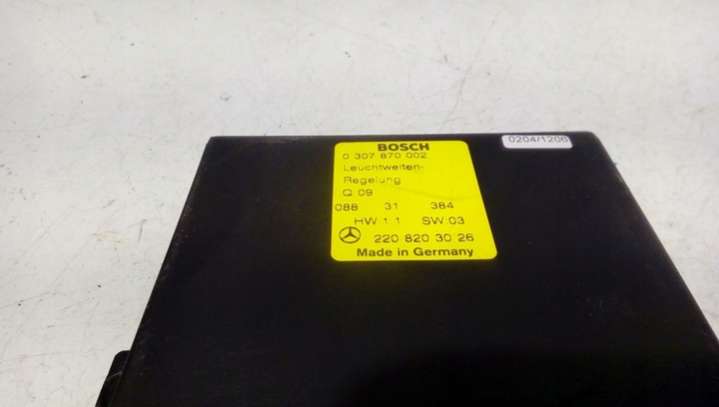 0204/1206
BOSCH
0 307 870 002
Leuchtweiten-
Regelung
Q 09
088 31 384
HW 1.1 SW 03
220 820 30 26
Made in Germany